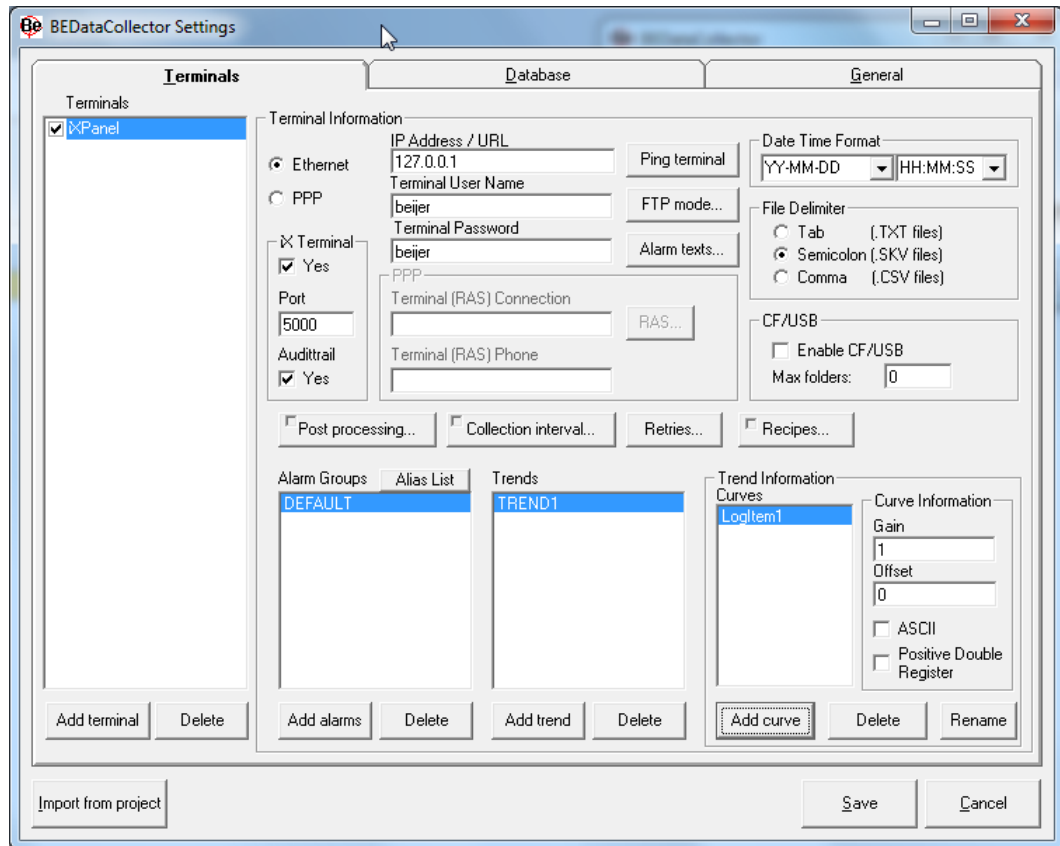 Be BEDataCollector Settings
Terminals Database General
Terminals
iXPanel
Add terminal Delete
Terminal Information
Ethernet
PPP
IP Address / URL
127.0.0.1
Terminal User Name
beijer
Terminal Password
beijer
Ping terminal
FTP mode...
Alarm texts...
iX Terminal
Yes
Port
5000
Audittrail
Yes
PPP
Terminal (RAS) Connection
RAS...
Terminal (RAS) Phone
Date Time Format
YY-MM-DD HH:MM:SS
File Delimiter
Tab (.TXT files)
Semicolon (.SKV files)
Comma (.CSV files)
CF/USB
Enable CF/USB
Max folders: 0
Post processing... Collection interval... Retries... Recipes...
Alarm Groups Alias List
DEFAULT
Add alarms Delete
Trends
TREND1
Add trend Delete
Trend Information
Curves
LogItem1
Curve Information
Gain
1
Offset
0
ASCII
Positive Double
Register
Add curve Delete Rename
Import from project Save Cancel